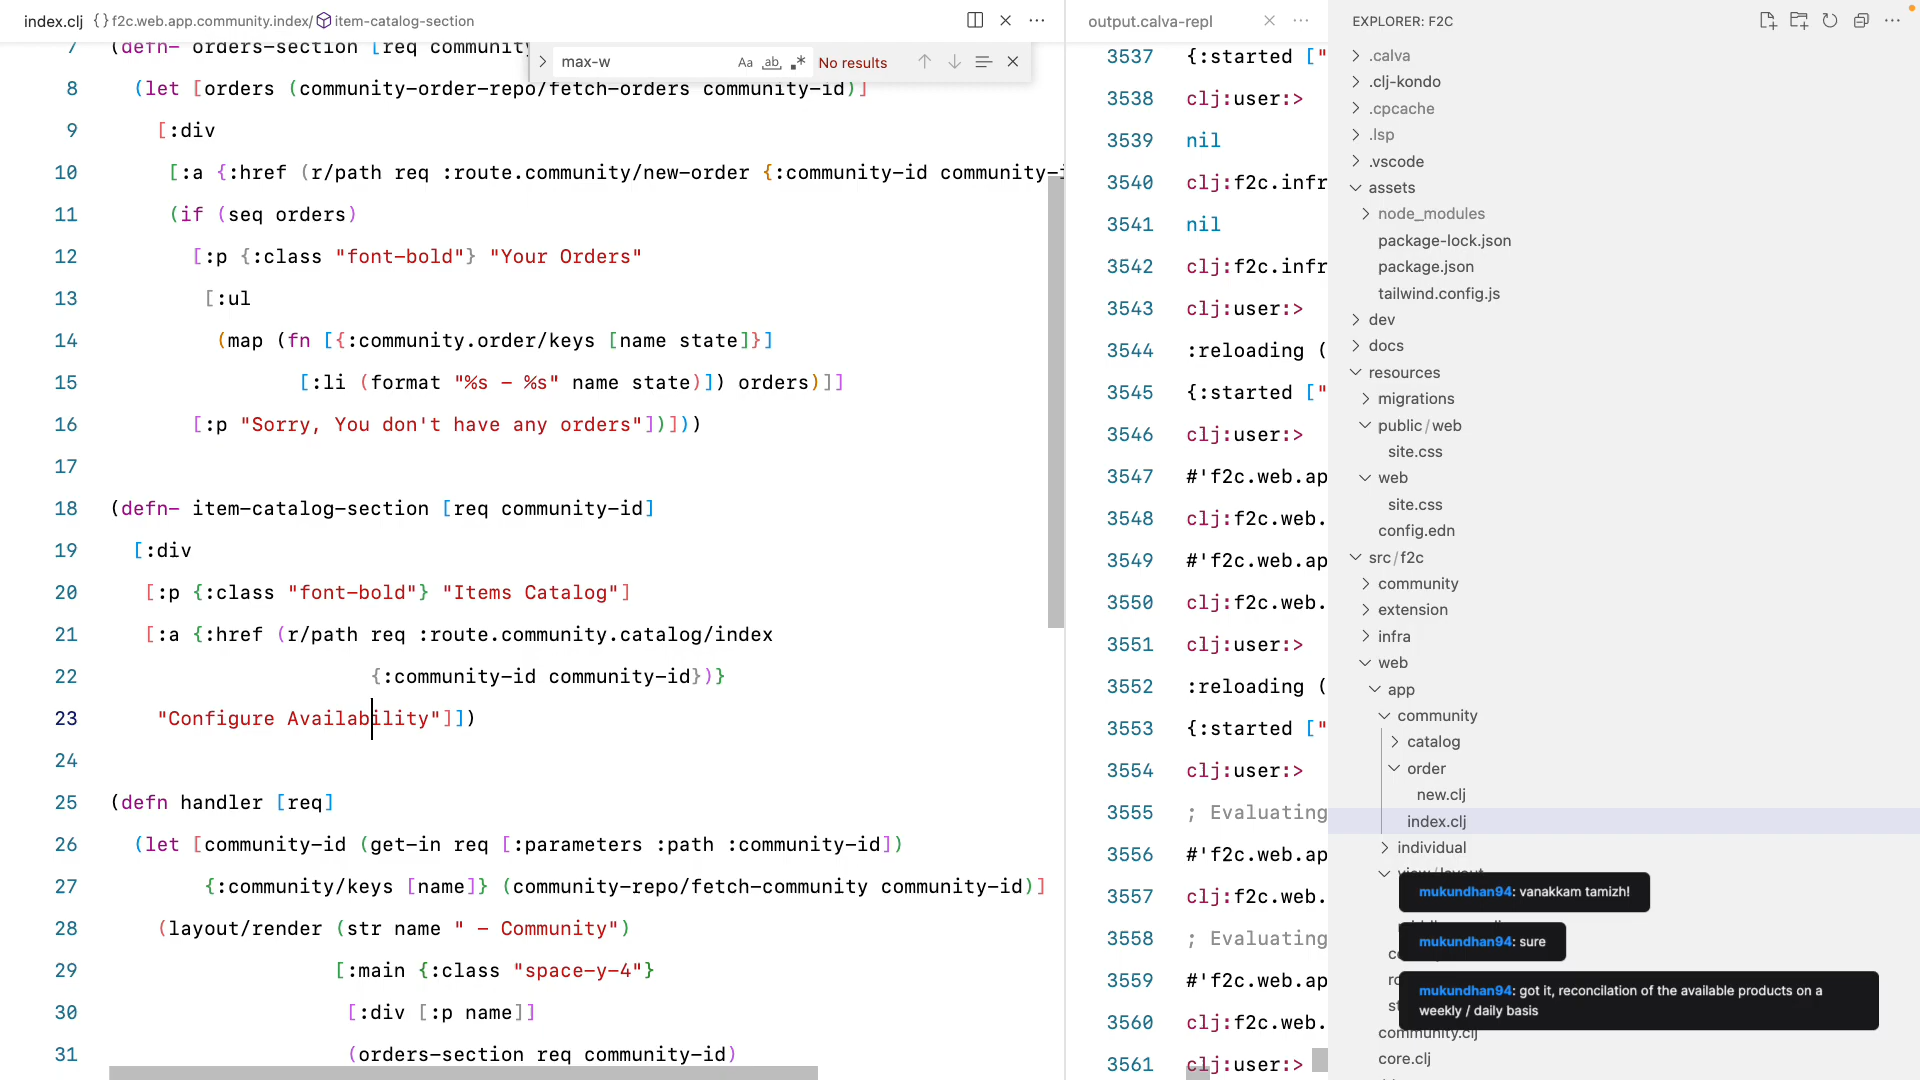 index.clj {} f2c.web.app.community.index/ item-catalog-section
max-w Aa ab No results
7 (defn- orders-section [req community
8 (let [orders (community-order-repo/fetch-orders community-id)]
9 [:div
10 [:a {:href (r/path req :route.community/new-order {:community-id community-i
11 (if (seq orders)
12 [:p {:class "font-bold"} "Your Orders"
13 [:ul
14 (map (fn [{:community.order/keys [name state]}]
15 [:li (format "%s - %s" name state)]) orders)]]
16 [:p "Sorry, You don't have any orders"])]))
17
18 (defn- item-catalog-section [req community-id]
19 [:div
20 [:p {:class "font-bold"} "Items Catalog"]
21 [:a {:href (r/path req :route.community.catalog/index
22 {:community-id community-id})}
23 "Configure Availability"]])
24
25 (defn handler [req]
26 (let [community-id (get-in req [:parameters :path :community-id])
27 {:community/keys [name]} (community-repo/fetch-community community-id)]
28 (layout/render (str name " - Community")
29 [:main {:class "space-y-4"}
30 [:div [:p name]]
31 (orders-section req community-id)
output.calva-repl
3537 {:started ["
3538 clj:user:>
3539 nil
3540 clj:f2c.infr
3541 nil
3542 clj:f2c.infr
3543 clj:user:>
3544 :reloading (
3545 {:started ["
3546 clj:user:>
3547 #'f2c.web.ap
3548 clj:f2c.web.
3549 #'f2c.web.ap
3550 clj:f2c.web.
3551 clj:user:>
3552 :reloading (
3553 {:started ["
3554 clj:user:>
3555 ; Evaluating
3556 #'f2c.web.ap
3557 clj:f2c.web.
3558 ; Evaluating
3559 #'f2c.web.ap
3560 clj:f2c.web.
3561 clj:user:>
EXPLORER: F2C
.calva
.clj-kondo
.cpcache
.lsp
.vscode
assets
node_modules
package-lock.json
package.json
tailwind.config.js
dev
docs
resources
migrations
public/web
site.css
web
site.css
config.edn
src/f2c
community
extension
infra
web
app
community
catalog
order
new.clj
index.clj
individual
mukundhan94: vanakkam tamizh!
mukundhan94: sure
mukundhan94: got it, reconcilation of the available products on a
weekly / daily basis
community.clj
core.clj